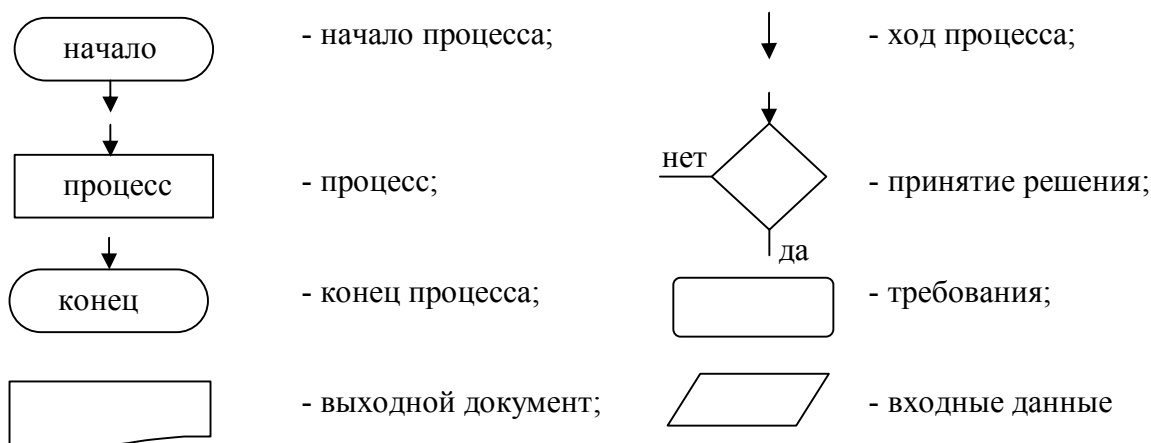 начало - начало процесса; - ход процесса;
процесс - процесс; нет - принятие решения;
да
конец - конец процесса; - требования;
- выходной документ; - входные данные